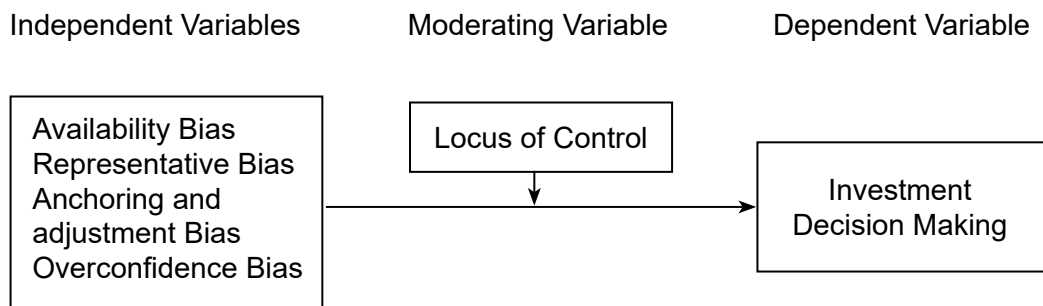 Independent Variables
Moderating Variable
Dependent Variable
Availability Bias
Representative Bias
Anchoring and
adjustment Bias
Overconfidence Bias
Locus of Control
Investment
Decision Making